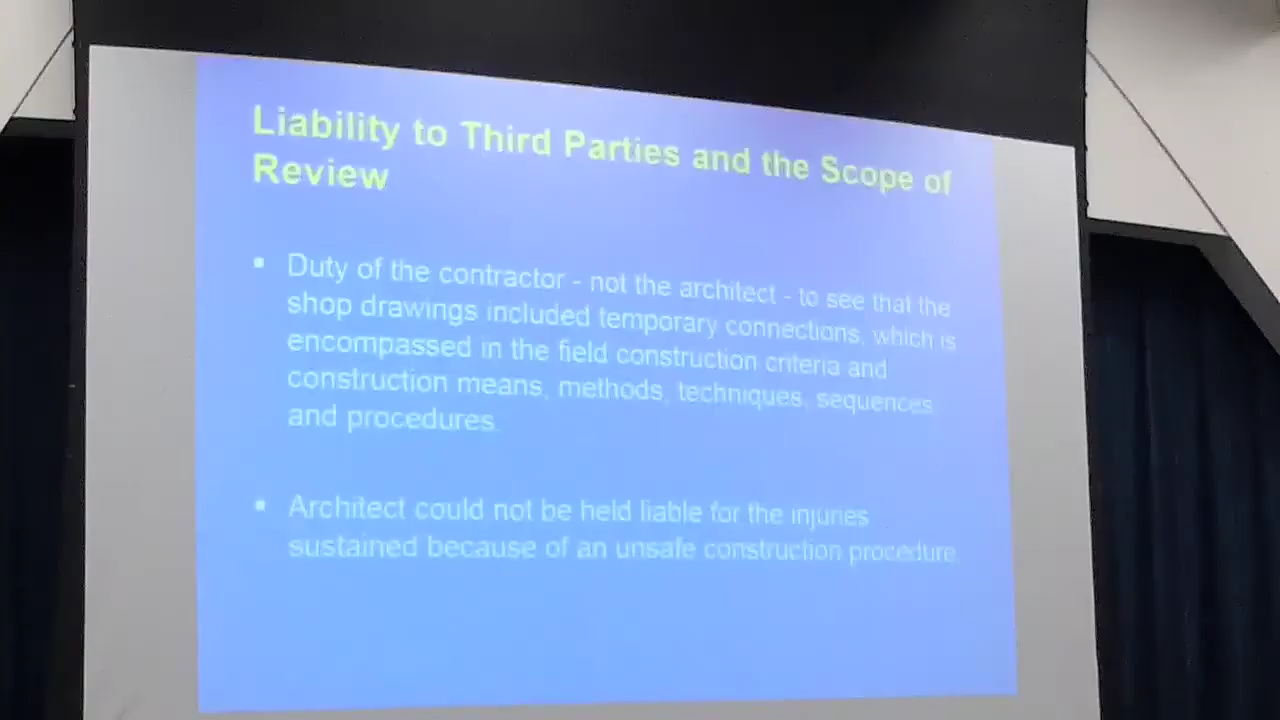 Liability to Third Parties and the Scope of
Review
▪ Duty of the contractor - not the architect - to see that the
shop drawings included temporary connections, which is
encompassed in the field construction criteria and
construction means, methods, techniques, sequences
and procedures.
▪ Architect could not be held liable for the injuries
sustained because of an unsafe construction procedure